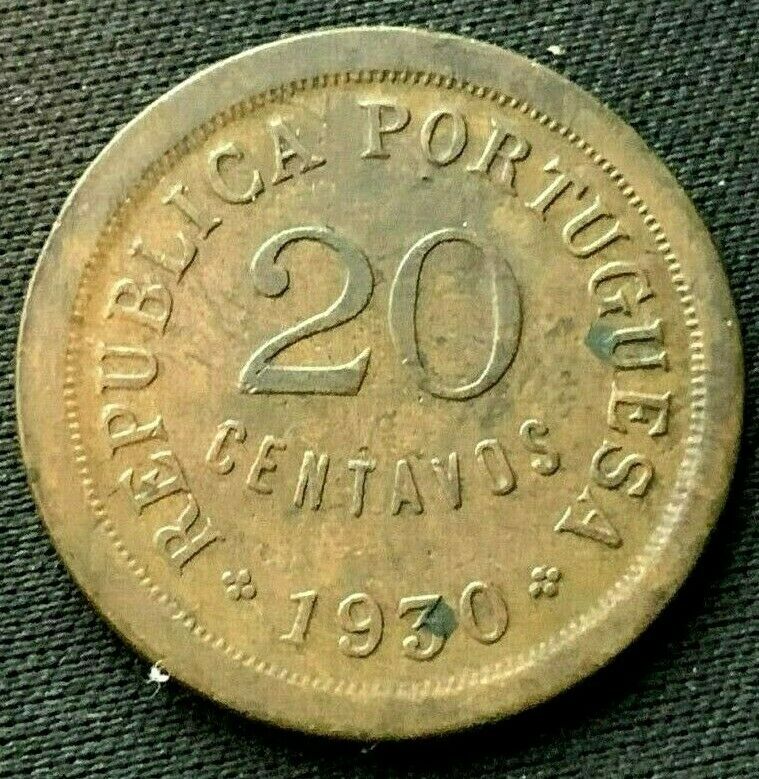 REPUBLICA PORTUGUESA
20
CENTAVOS
1930